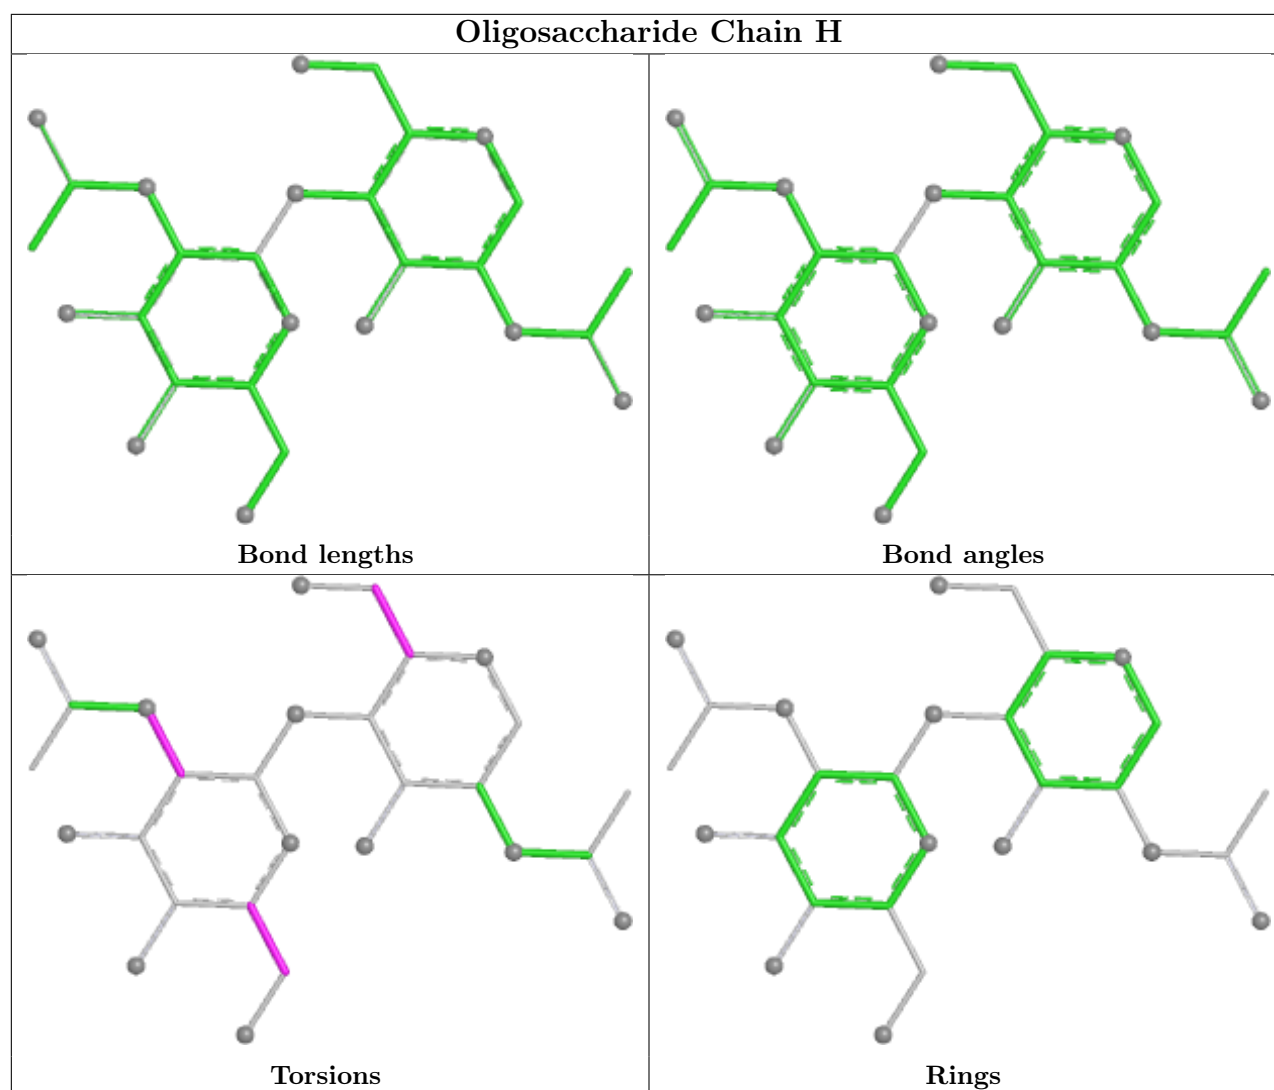 Oligosaccharide Chain H
Bond lengths
Bond angles
Torsions
Rings